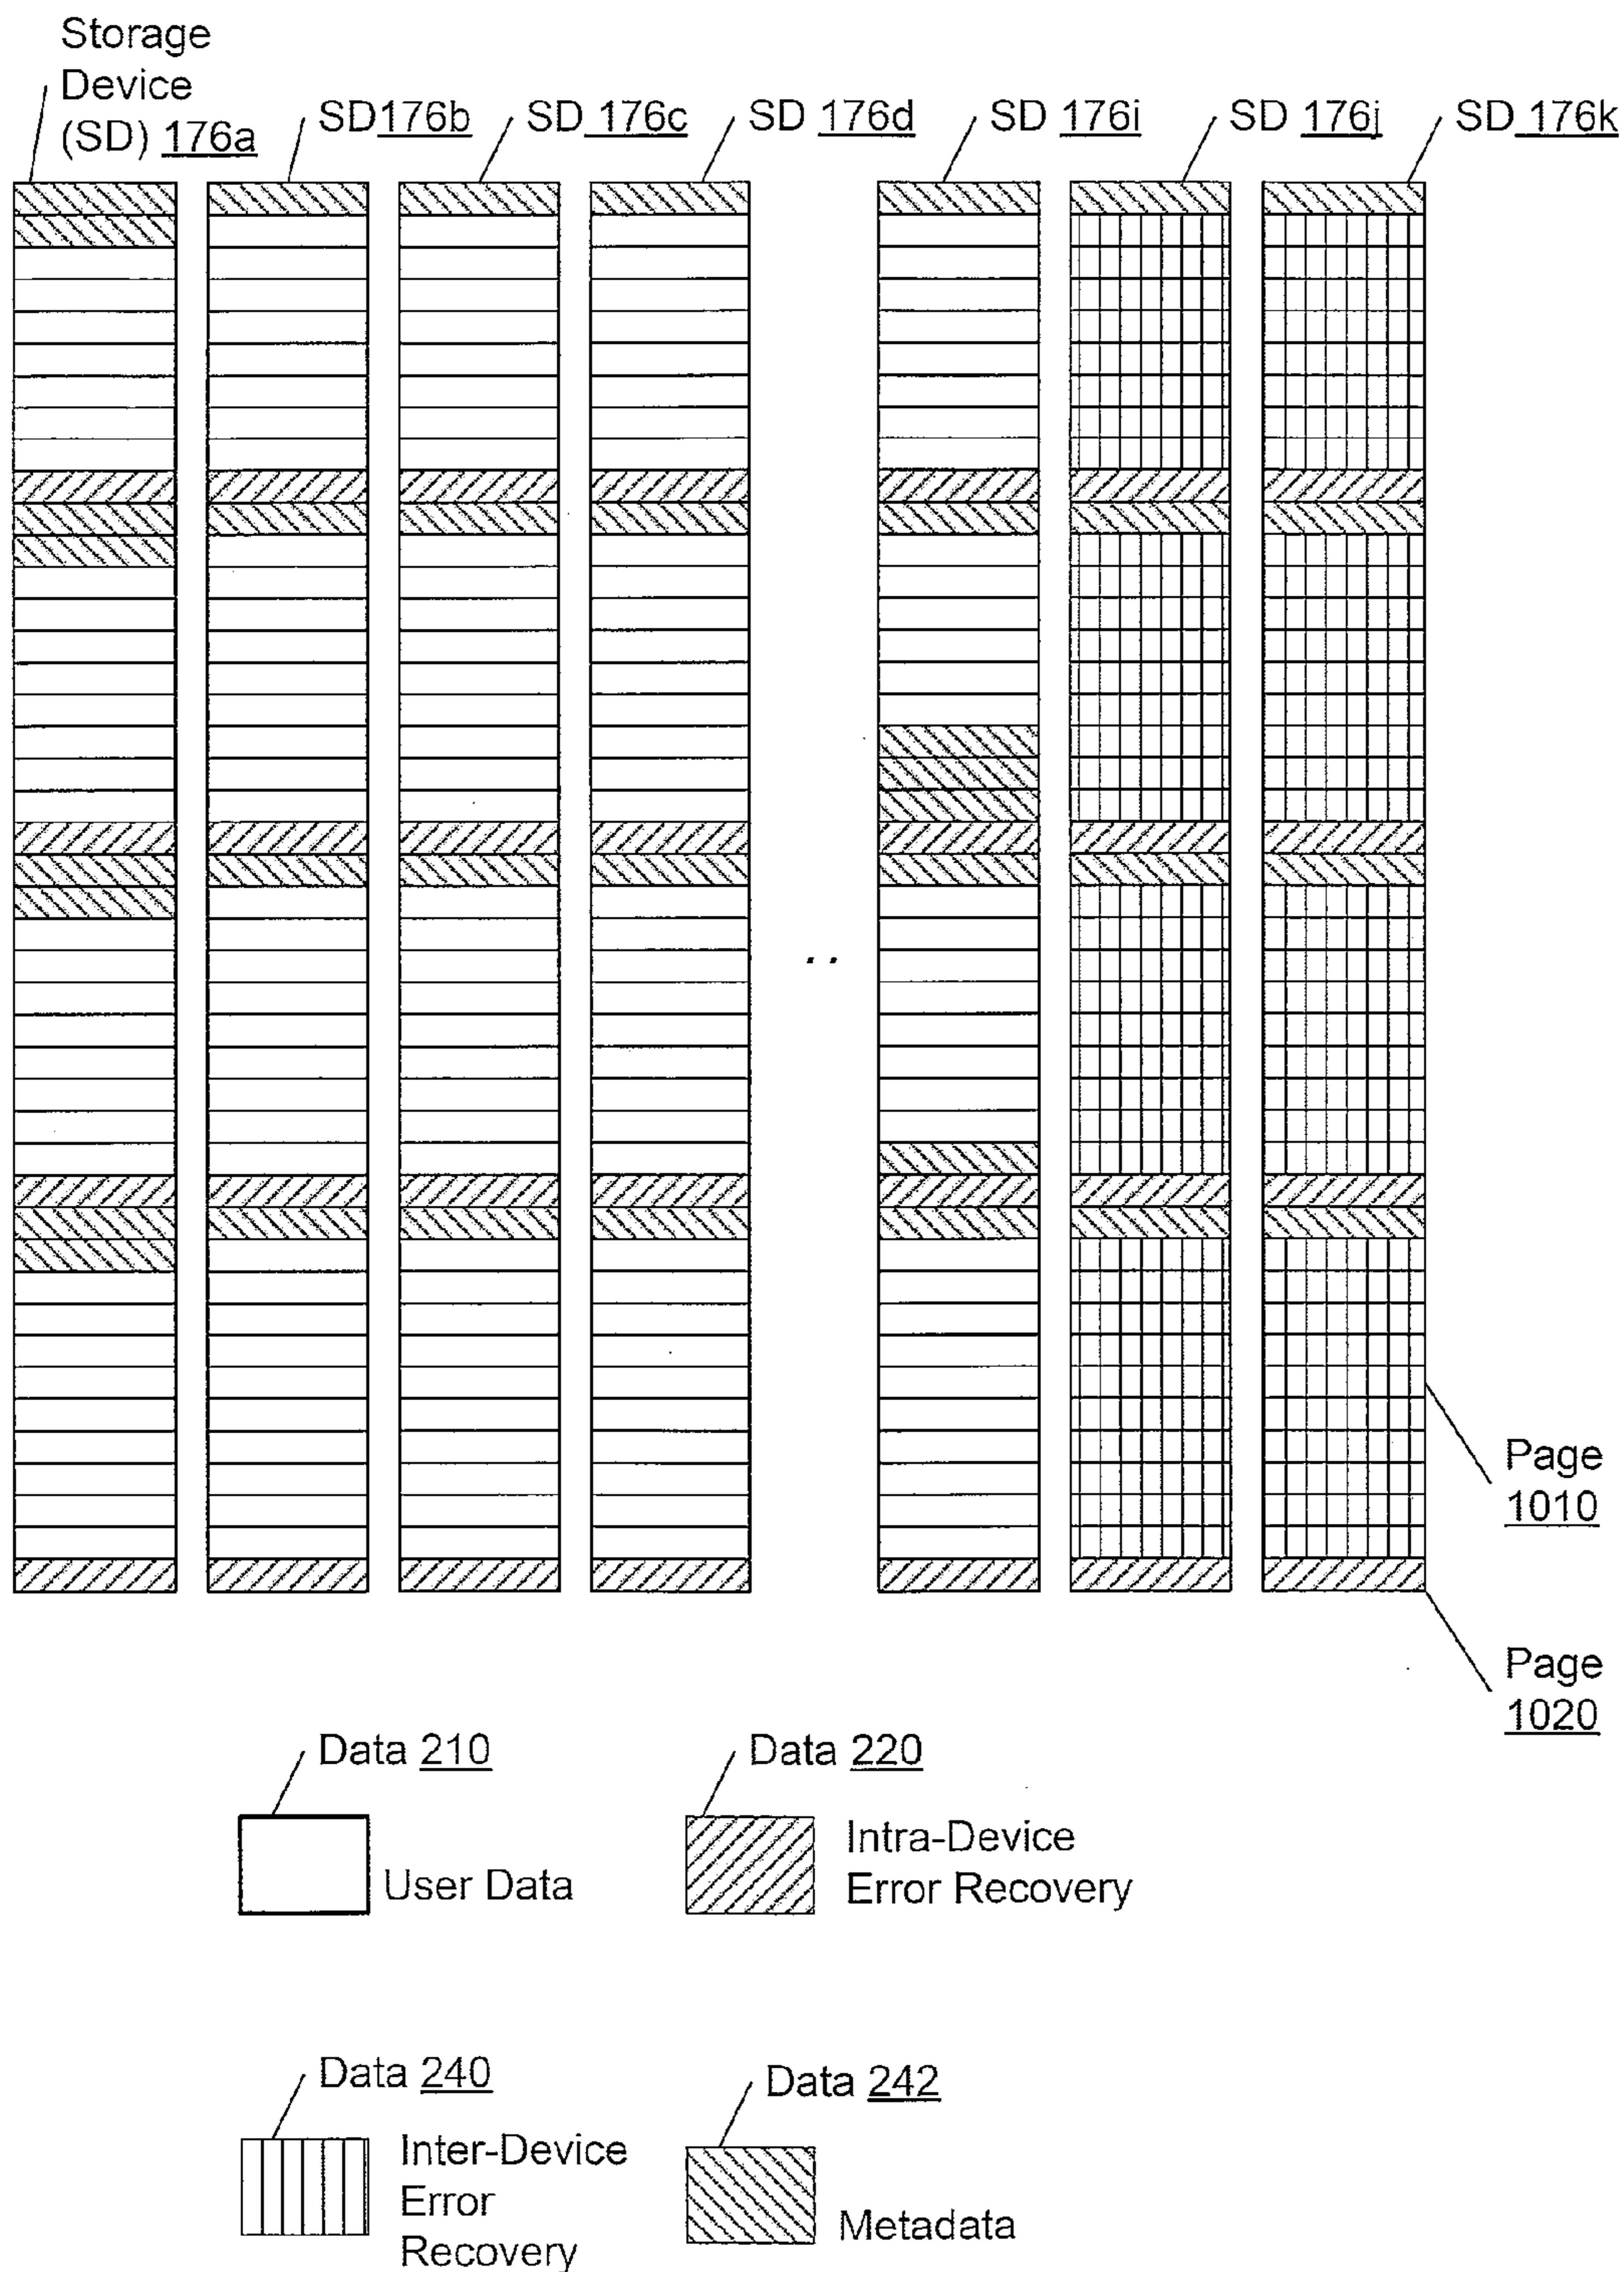 Storage
Device
(SD) 176a
SD176b
SD 176c
SD 176d
SD 176i
SD 176j
SD 176k
. .
Page
1010
Page
1020
Data 210
User Data
Data 220
Intra-Device
Error Recovery
Data 240
Inter-Device
Error
Recovery
Data 242
Metadata